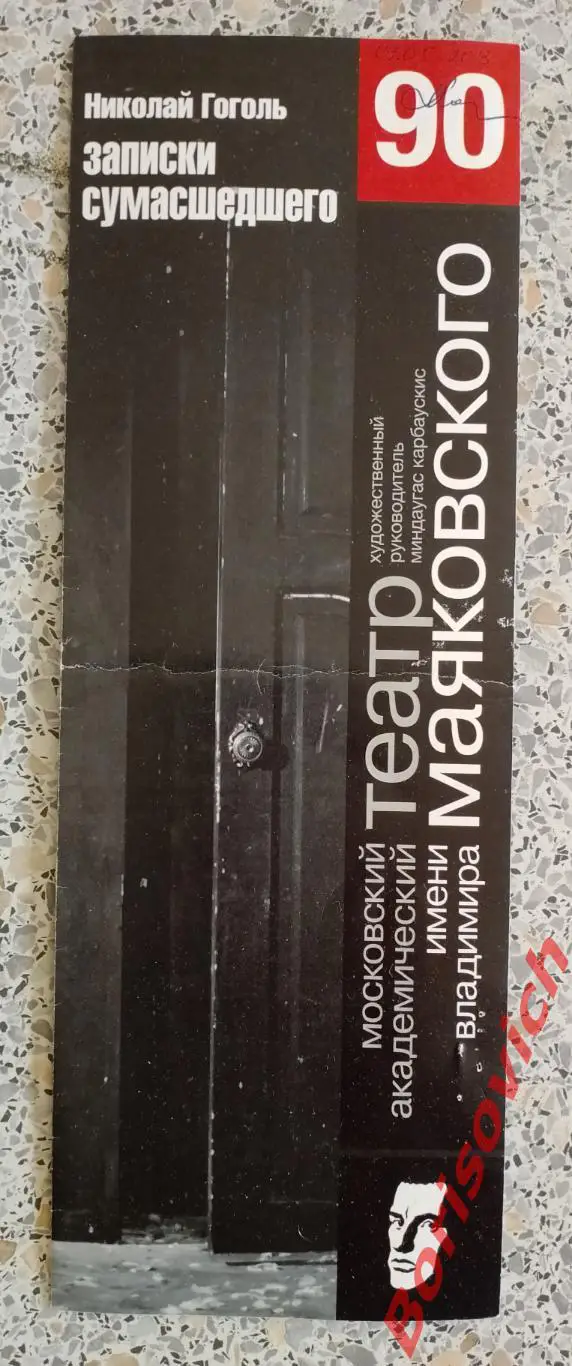 Николай Гоголь
записки
сумасшедшего
90
московский театр
академический
имени
владимира маяковского
художественный
руководитель
миндаугас карбаускис
Borisovich